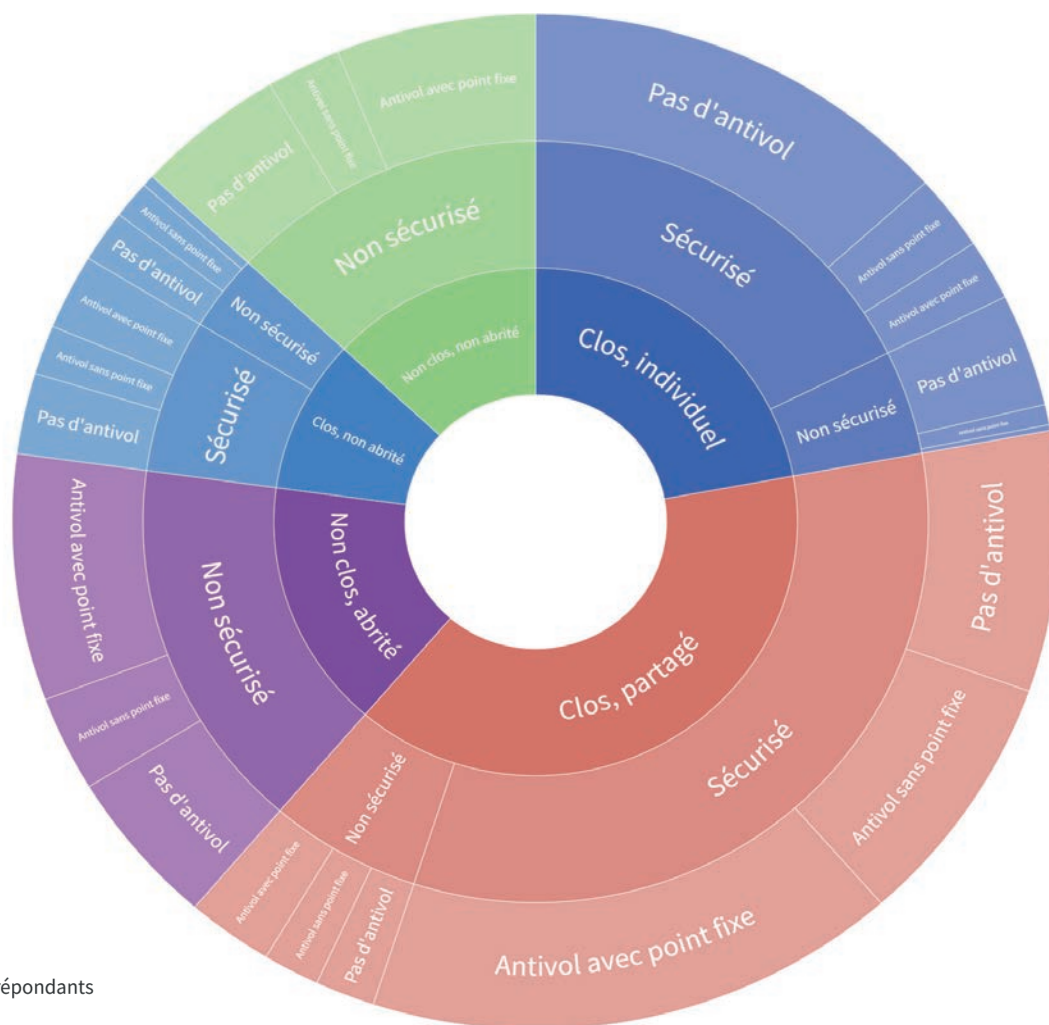 Clos, individuel
Sécurisé
Pas d'antivol
Antivol sans point fixe
Antivol avec point fixe
Non sécurisé
Pas d'antivol
Antivol sans point fixe
Clos, partagé
Sécurisé
Pas d'antivol
Antivol sans point fixe
Antivol avec point fixe
Non sécurisé
Pas d'antivol
Antivol sans point fixe
Antivol avec point fixe
Non clos, abrité
Non sécurisé
Pas d'antivol
Antivol sans point fixe
Antivol avec point fixe
Clos, non abrité
Sécurisé
Pas d'antivol
Antivol sans point fixe
Antivol avec point fixe
Non sécurisé
Pas d'antivol
Antivol sans point fixe
Non clos, non abrité
Non sécurisé
Pas d'antivol
Antivol sans point fixe
Antivol avec point fixe
répondants